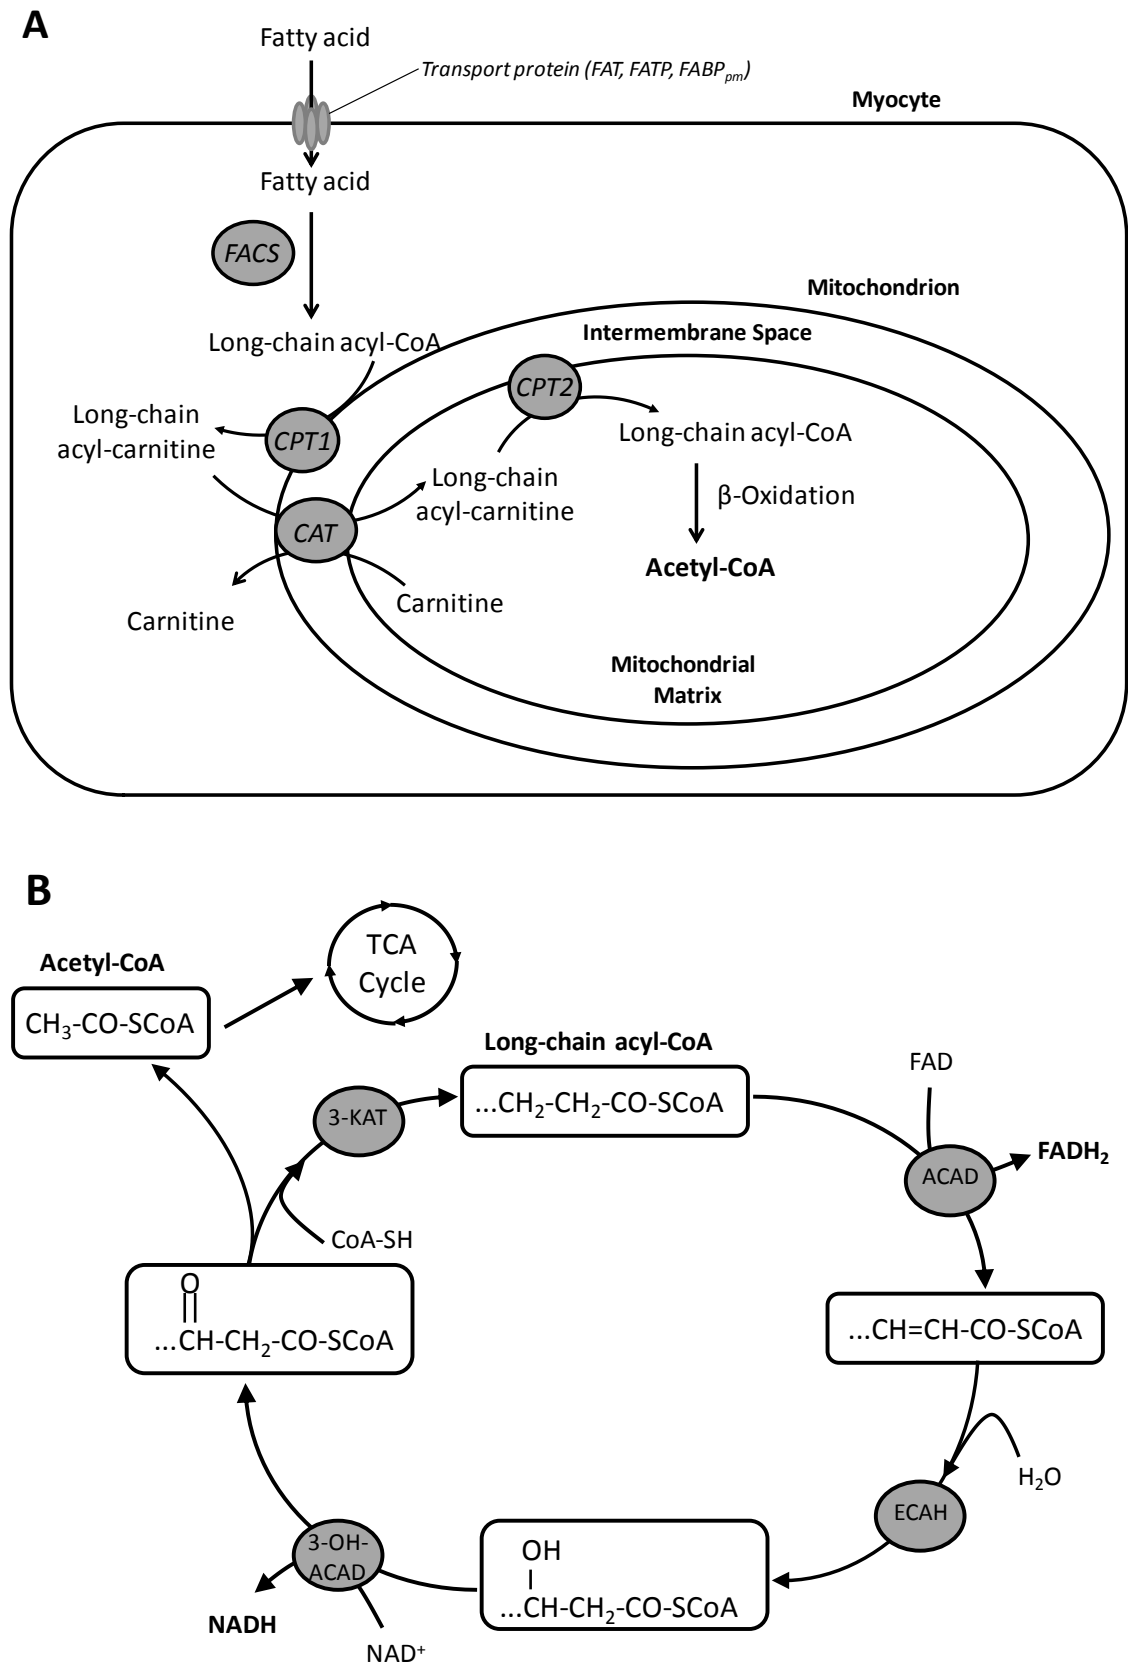 A
Fatty acid
Transport protein (FAT, FATP, FABPpm)
Myocyte
Fatty acid
FACS
Mitochondrion
Long-chain acyl-CoA
Intermembrane Space
CPT2
Long-chain
acyl-carnitine
CPT1
Long-chain acyl-CoA
Long-chain
acyl-carnitine
β-Oxidation
CAT
Acetyl-CoA
Carnitine
Carnitine
Mitochondrial
Matrix
B
TCA
Cycle
Acetyl-CoA
CH₃-CO-SCoA
Long-chain acyl-CoA
...CH₂-CH₂-CO-SCoA
FAD
3-KAT
FADH₂
ACAD
CoA-SH
O
...CH-CH₂-CO-SCoA
...CH=CH-CO-SCoA
H₂O
ECAH
3-OH-
ACAD
OH
...CH-CH₂-CO-SCoA
NADH
NAD⁺